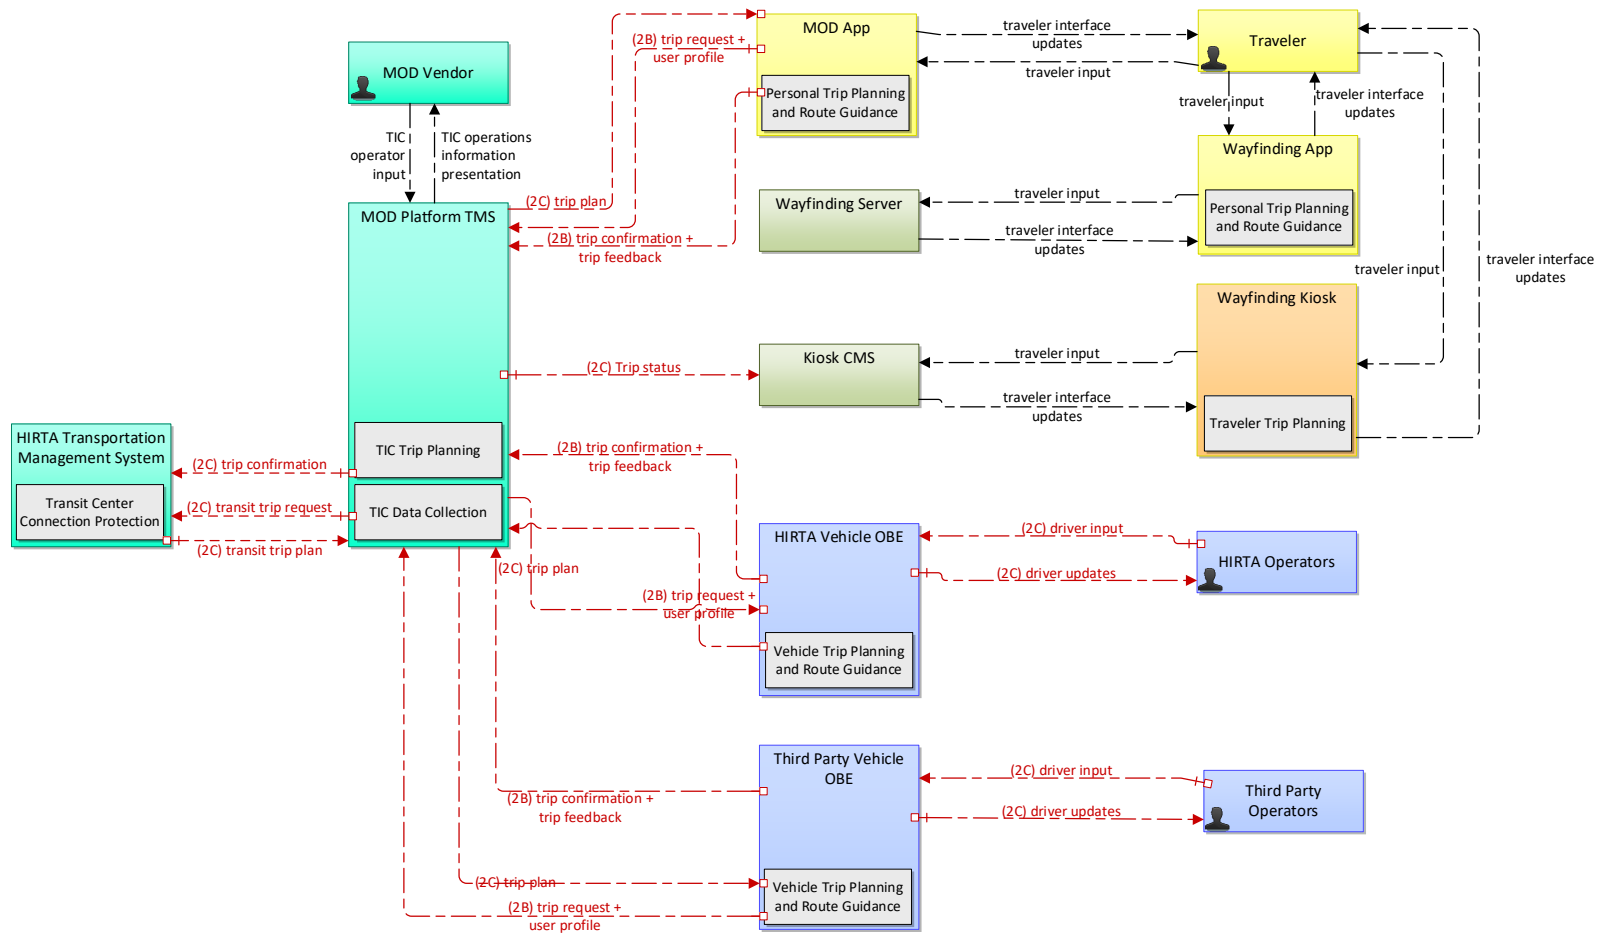 MOD Vendor
TIC
operator
input
TIC operations
information
presentation
MOD Platform TMS
TIC Trip Planning
TIC Data Collection
HIRTA Transportation
Management System
Transit Center
Connection Protection
(2C) trip confirmation
(2C) transit trip request
(2C) transit trip plan
(2C) trip plan
(2B) trip request +
user profile
(2B) trip confirmation +
trip feedback
MOD App
Personal Trip Planning
and Route Guidance
traveler interface
updates
traveler input
Traveler
traveler input
traveler interface
updates
Wayfinding App
Personal Trip Planning
and Route Guidance
Wayfinding Server
traveler input
traveler interface
updates
traveler input
traveler interface
updates
Wayfinding Kiosk
Traveler Trip Planning
(2C) Trip status
Kiosk CMS
traveler input
traveler interface
updates
(2B) trip confirmation +
trip feedback
(2C) trip plan
(2B) trip request +
user profile
HIRTA Vehicle OBE
Vehicle Trip Planning
and Route Guidance
(2C) driver input
(2C) driver updates
HIRTA Operators
Third Party Vehicle
OBE
Vehicle Trip Planning
and Route Guidance
(2C) driver input
(2C) driver updates
Third Party
Operators
(2B) trip confirmation +
trip feedback
(2C) trip plan
(2B) trip request +
user profile